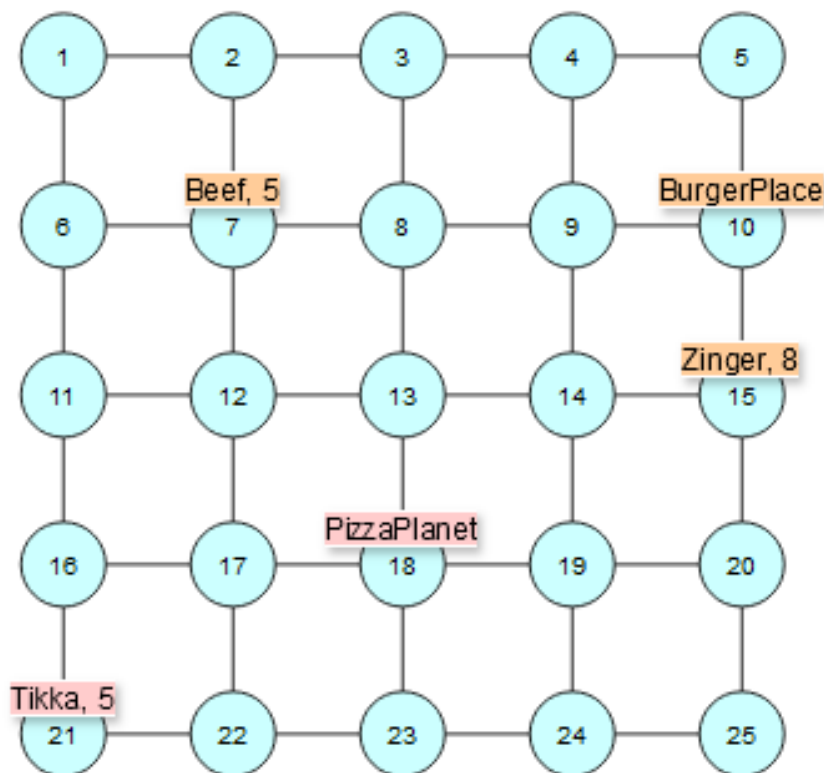 1 2 3 4 5
Beef, 5 BurgerPlace
6 7 8 9 10
Zinger, 8
11 12 13 14 15
PizzaPlanet
16 17 18 19 20
Tikka, 5
21 22 23 24 25